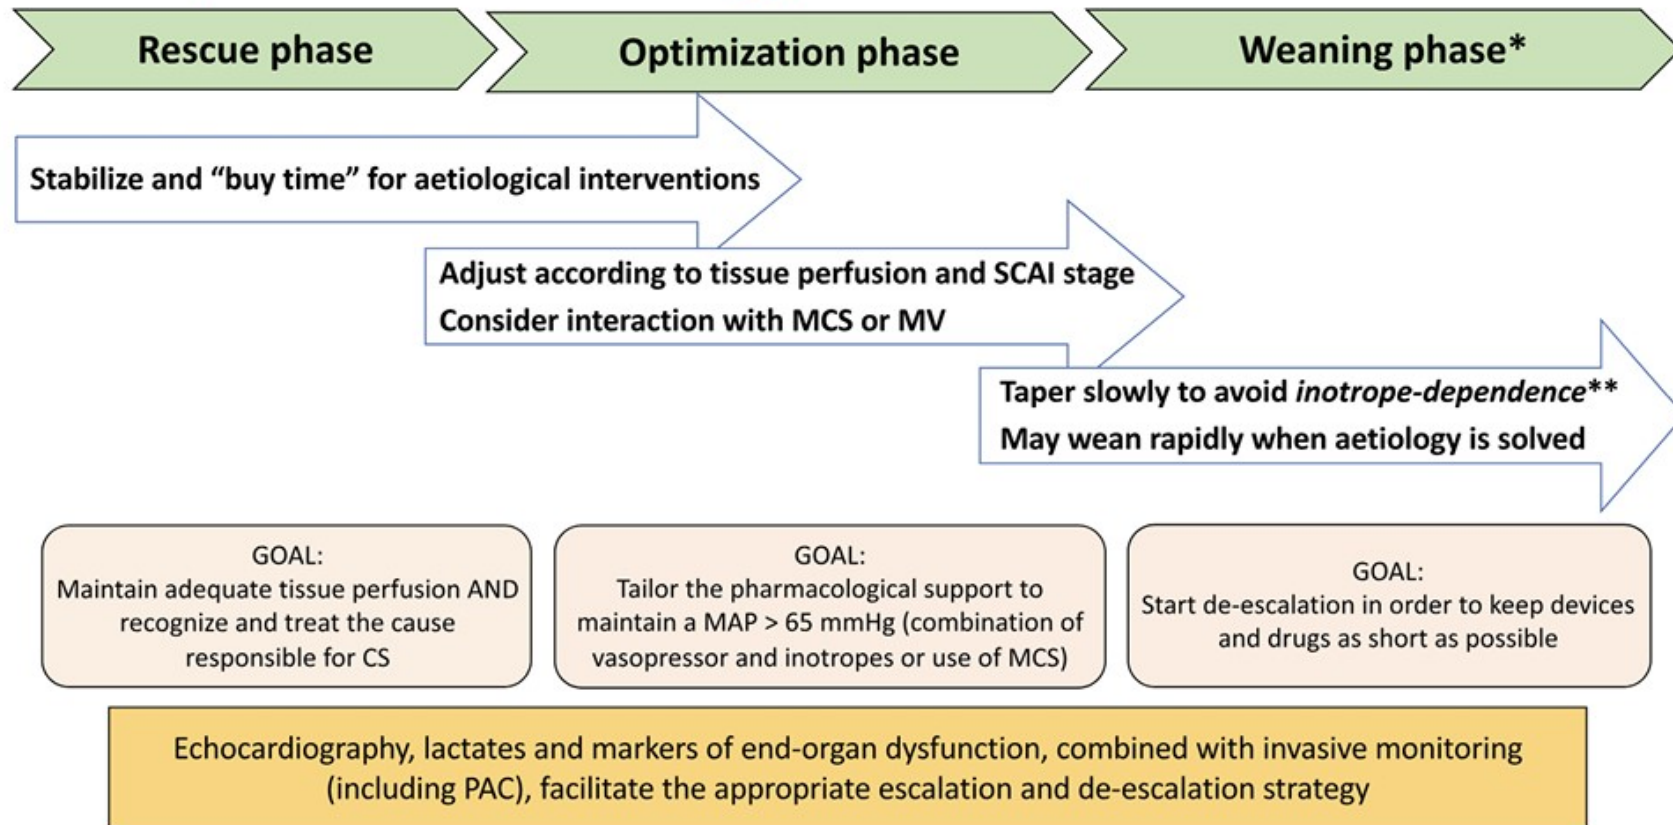 Rescue phase
Optimization phase
Weaning phase*
Stabilize and “buy time” for aetiological interventions
Adjust according to tissue perfusion and SCAI stage
Consider interaction with MCS or MV
Taper slowly to avoid inotrope-dependence**
May wean rapidly when aetiology is solved
GOAL:
Maintain adequate tissue perfusion AND
recognize and treat the cause
responsible for CS
GOAL:
Tailor the pharmacological support to
maintain a MAP > 65 mmHg (combination of
vasopressor and inotropes or use of MCS)
GOAL:
Start de-escalation in order to keep devices
and drugs as short as possible
Echocardiography, lactates and markers of end-organ dysfunction, combined with invasive monitoring
(including PAC), facilitate the appropriate escalation and de-escalation strategy